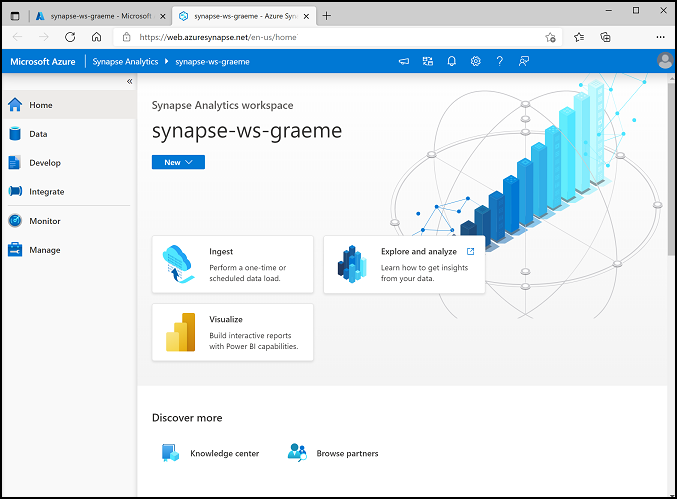 synapse-ws-graeme - Microsoft
synapse-ws-graeme - Azure Syn
https://web.azuresynapse.net/en-us/home
Microsoft Azure
Synapse Analytics
synapse-ws-graeme
Home
Data
Develop
Integrate
Monitor
Manage
Synapse Analytics workspace
synapse-ws-graeme
New
Ingest
Perform a one-time or
scheduled data load.
Explore and analyze
Learn how to get insights
from your data.
Visualize
Build interactive reports
with Power BI capabilities.
Discover more
Knowledge center
Browse partners